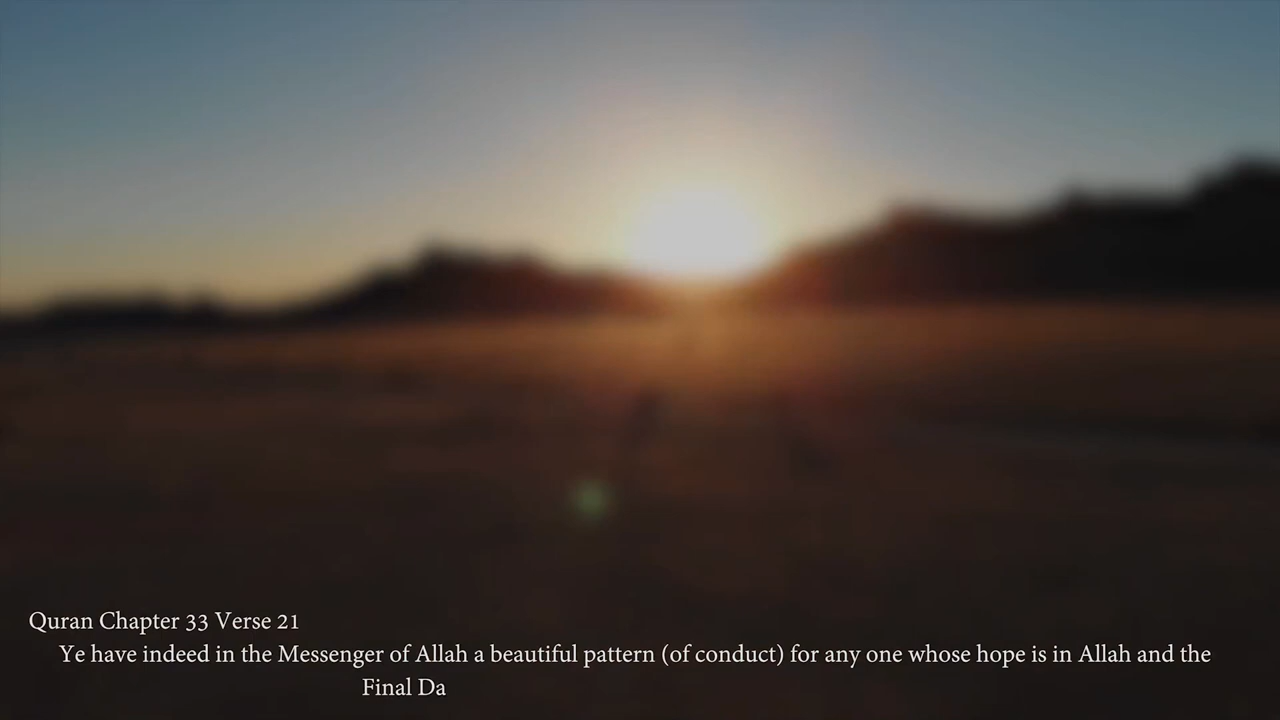 Quran Chapter 33 Verse 21
Ye have indeed in the Messenger of Allah a beautiful pattern (of conduct) for any one whose hope is in Allah and the
Final Da